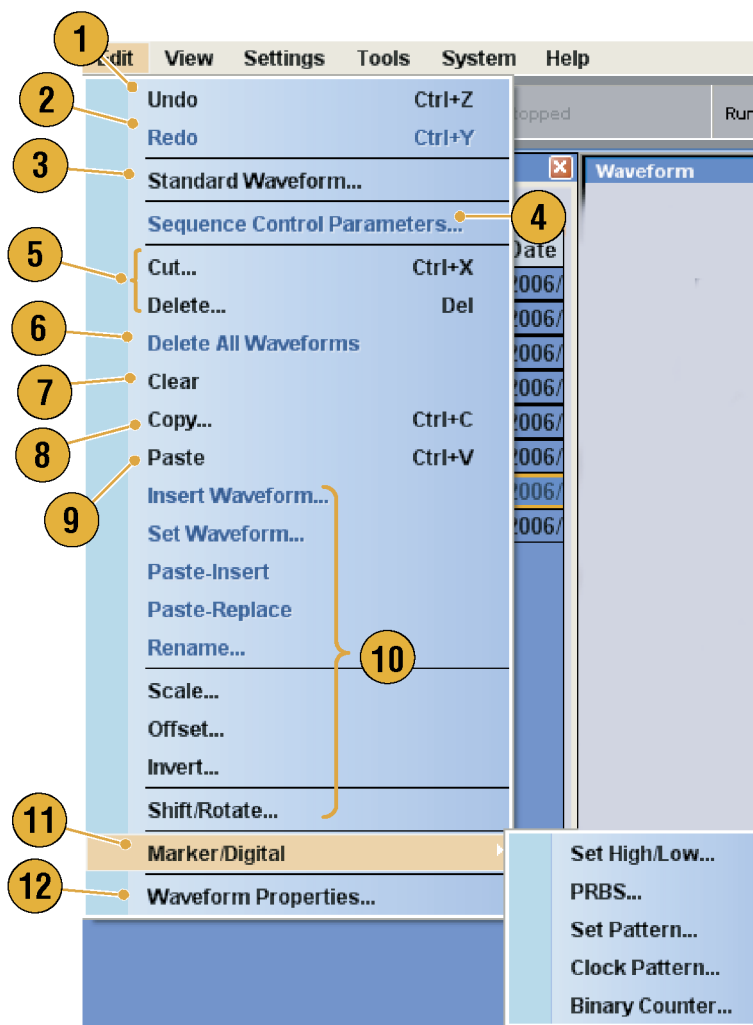 1
Edit View Settings Tools System Help
Undo Ctrl+Z
2
Redo Ctrl+Y
Run
3
Standard Waveform...
Waveform
Sequence Control Parameters...
4
Date
5
Cut... Ctrl+X
2006/
Delete... Del
2006/
6
Delete All Waveforms
2006/
7
Clear
2006/
8
Copy... Ctrl+C
2006/
9
Paste Ctrl+V
2006/
Insert Waveform...
2006/
Set Waveform...
2006/
Paste-Insert
Paste-Replace
Rename...
10
Scale...
Offset...
Invert...
Shift/Rotate...
11
Marker/Digital
Set High/Low...
12
Waveform Properties...
PRBS...
Set Pattern...
Clock Pattern...
Binary Counter...